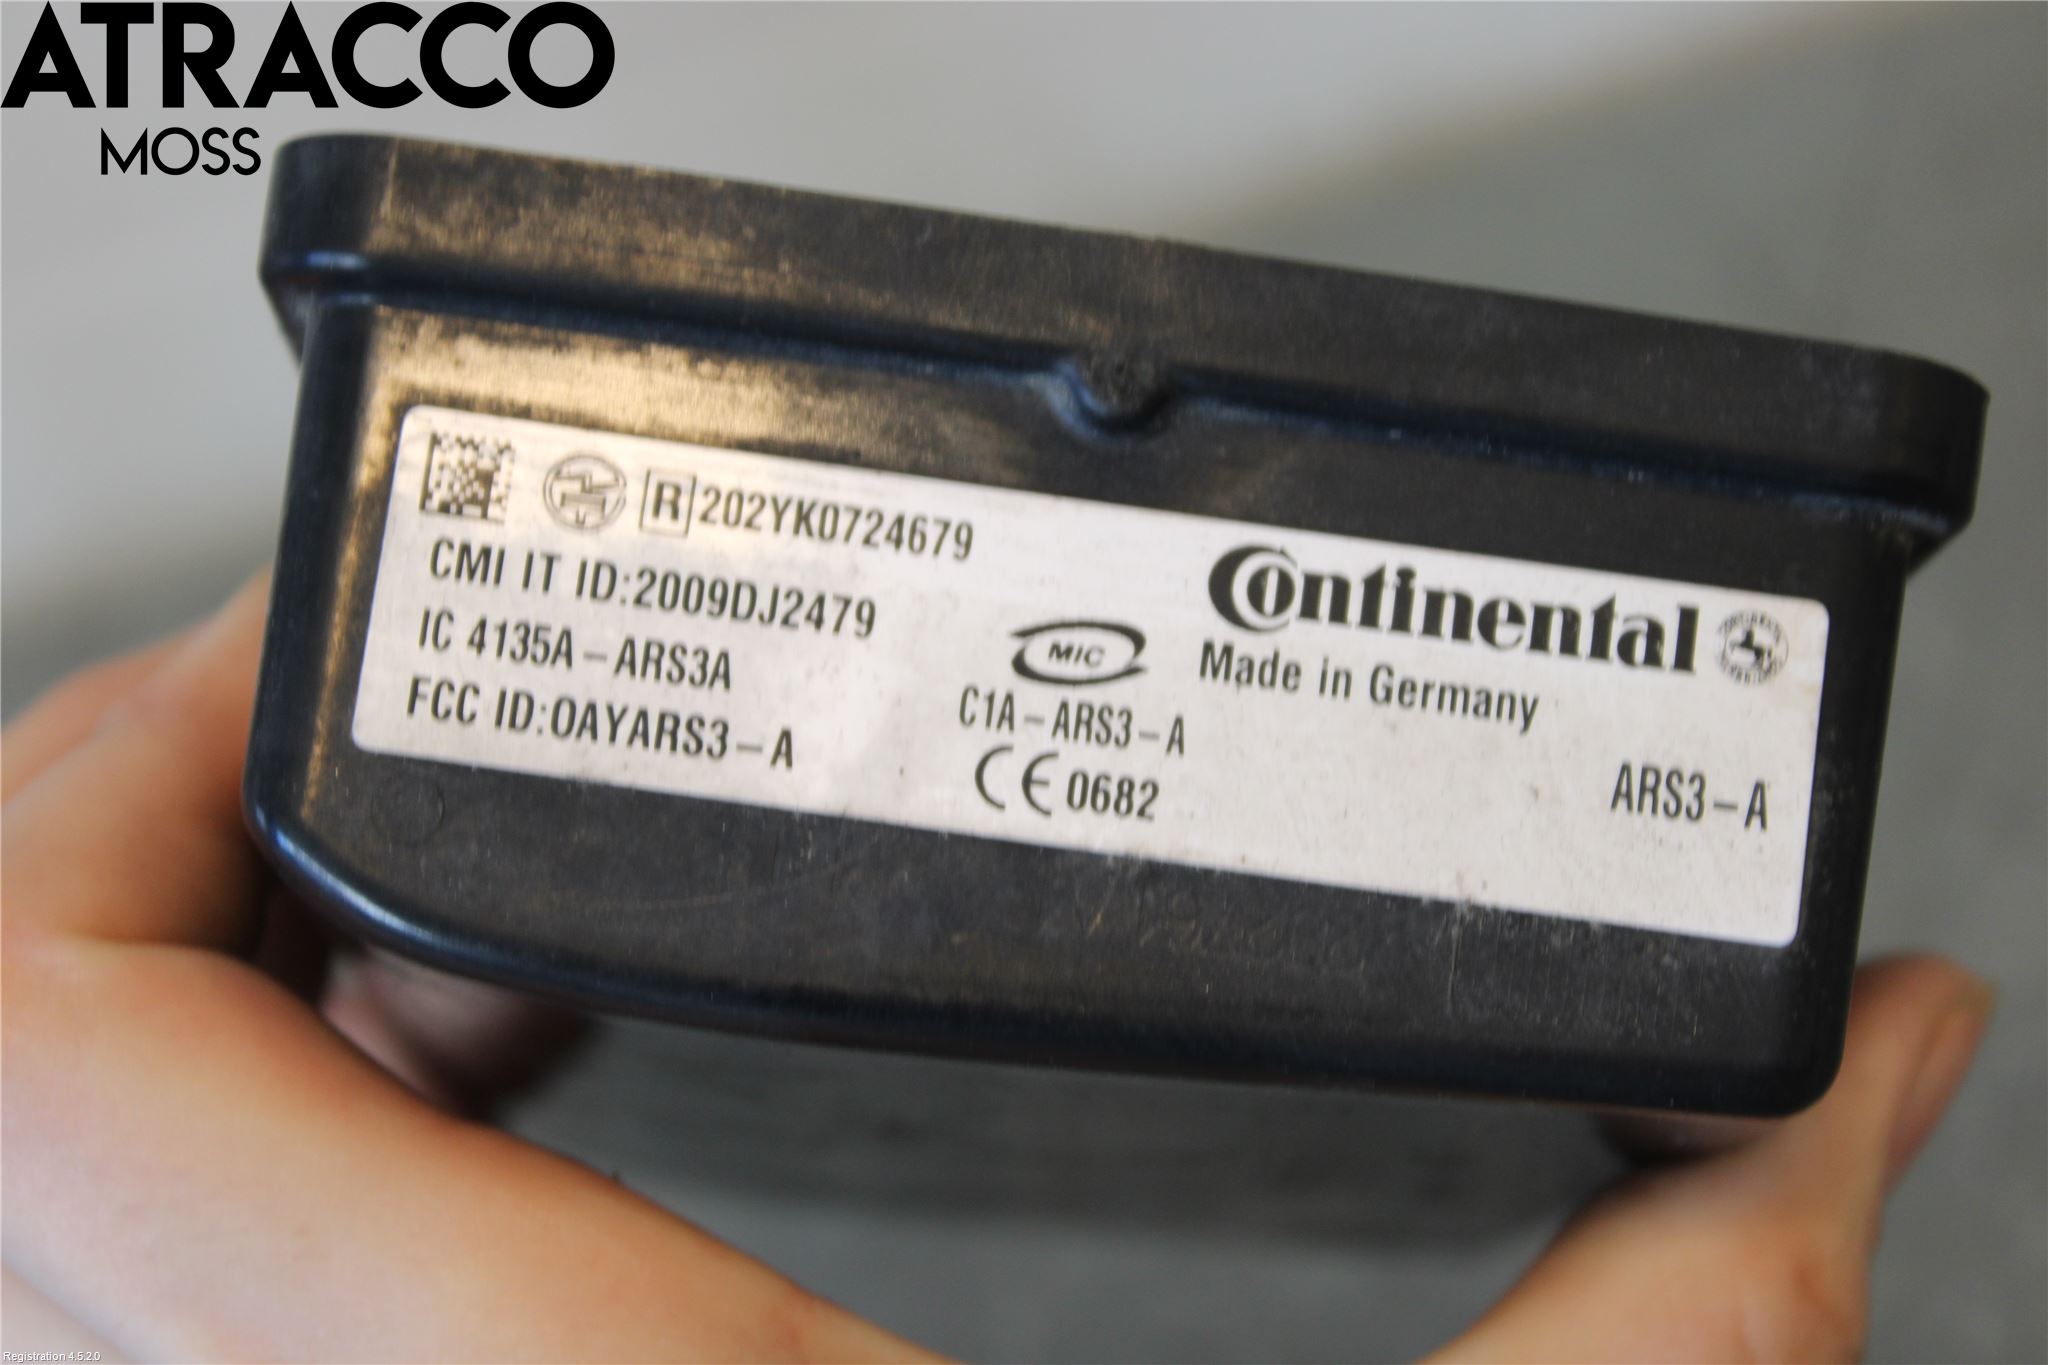 ATRACCO
MOSS
R 202YK0724679
CMI IT ID:2009DJ2479
IC 4135A-ARS3A
FCC ID:OAYARS3-A
MIC
C1A-ARS3-A
CE 0682
Continental
Made in Germany
ARS3-A
Registration 4.5.2.0